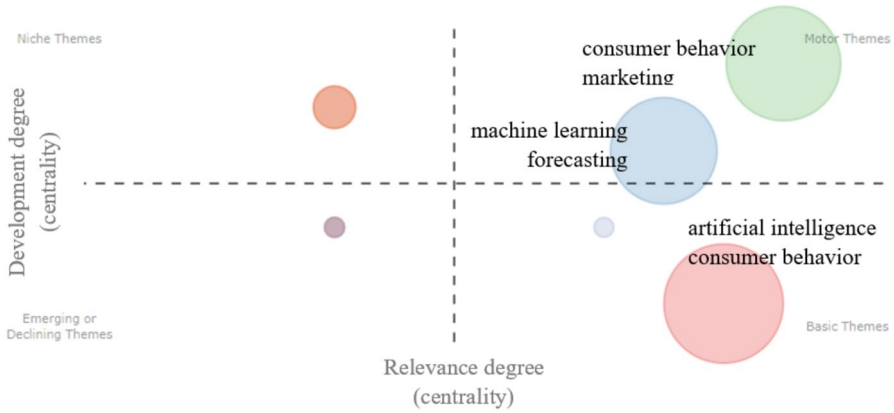 Niche Themes
Motor Themes
consumer behavior
marketing
machine learning
forecasting
Development degree
(centrality)
artificial intelligence
consumer behavior
Emerging or
Declining Themes
Basic Themes
Relevance degree
(centrality)